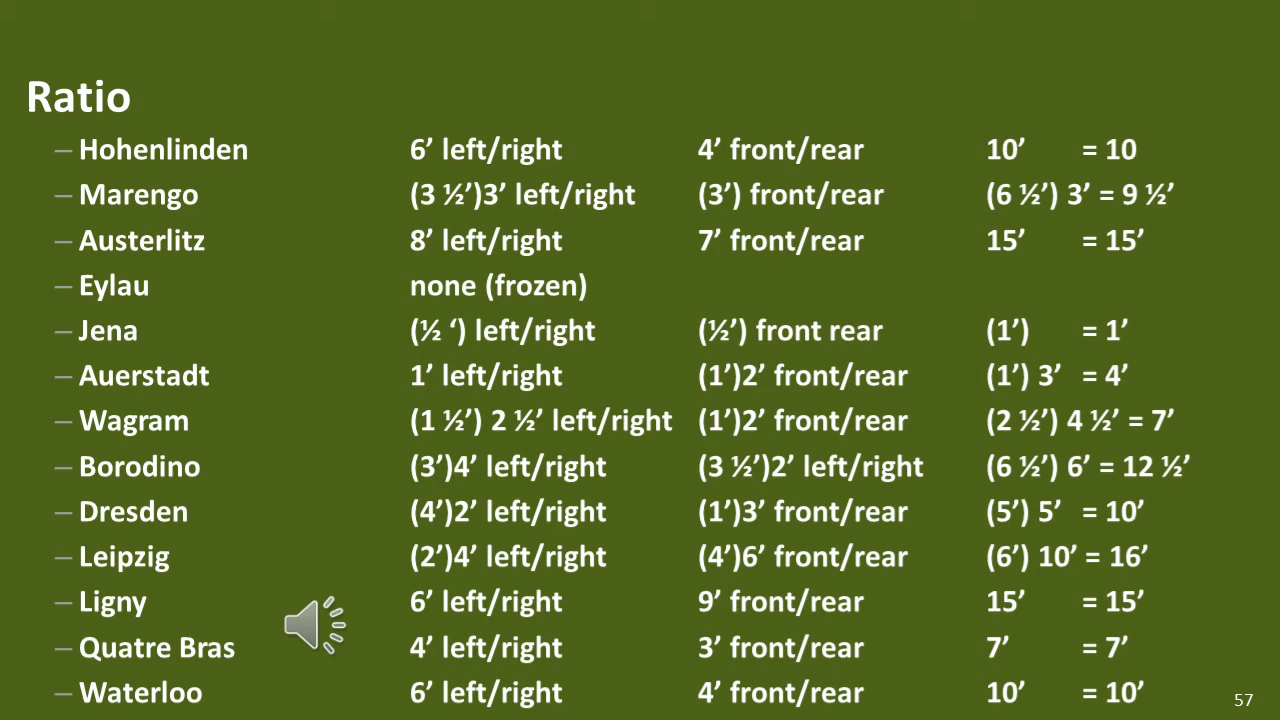 Ratio
– Hohenlinden 6’ left/right 4’ front/rear 10’ = 10
– Marengo (3 ½’)3’ left/right (3’) front/rear (6 ½’) 3’ = 9 ½’
– Austerlitz 8’ left/right 7’ front/rear 15’ = 15’
– Eylau none (frozen)
– Jena (½ ‘) left/right (½’) front rear (1’) = 1’
– Auerstadt 1’ left/right (1’)2’ front/rear (1’) 3’ = 4’
– Wagram (1 ½’) 2 ½’ left/right (1’)2’ front/rear (2 ½’) 4 ½’ = 7’
– Borodino (3’)4’ left/right (3 ½’)2’ left/right (6 ½’) 6’ = 12 ½’
– Dresden (4’)2’ left/right (1’)3’ front/rear (5’) 5’ = 10’
– Leipzig (2’)4’ left/right (4’)6’ front/rear (6’) 10’ = 16’
– Ligny 6’ left/right 9’ front/rear 15’ = 15’
– Quatre Bras 4’ left/right 3’ front/rear 7’ = 7’
– Waterloo 6’ left/right 4’ front/rear 10’ = 10’
57